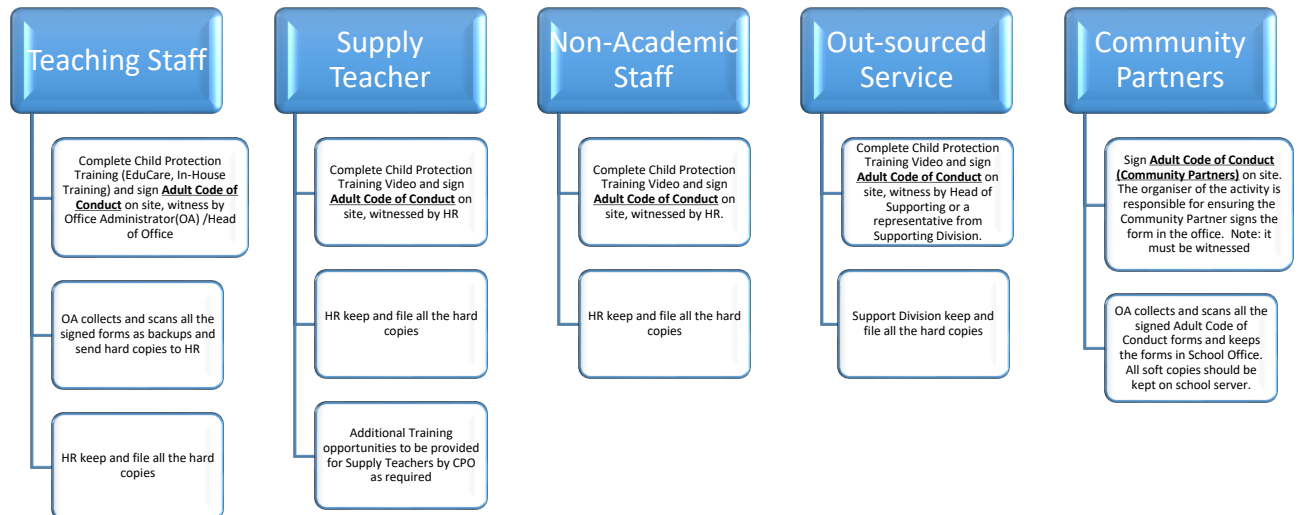 Teaching Staff
Complete Child Protection
Training (EduCare, In-House
Training) and sign Adult Code of
Conduct on site, witness by
Office Administrator(OA) /Head
of Office
OA collects and scans all the
signed forms as backups and
send hard copies to HR
HR keep and file all the hard
copies
Supply
Teacher
Complete Child Protection
Training Video and sign
Adult Code of Conduct on
site, witnessed by HR
HR keep and file all the hard
copies
Additional Training
opportunities to be provided
for Supply Teachers by CPO
as required
Non-Academic
Staff
Complete Child Protection
Training Video and sign
Adult Code of Conduct on
site, witnessed by HR.
HR keep and file all the hard
copies
Out-sourced
Service
Complete Child Protection
Training Video and sign
Adult Code of Conduct on
site, witness by Head of
Supporting or a
representative from
Supporting Division.
Support Division keep and
file all the hard copies
Community
Partners
Sign Adult Code of Conduct
(Community Partners) on site.
The organiser of the activity is
responsible for ensuring the
Community Partner signs the
form in the office.  Note: it
must be witnessed
OA collects and scans all the
signed Adult Code of
Conduct forms and keeps
the forms in School Office.
All soft copies should be
kept on school server.